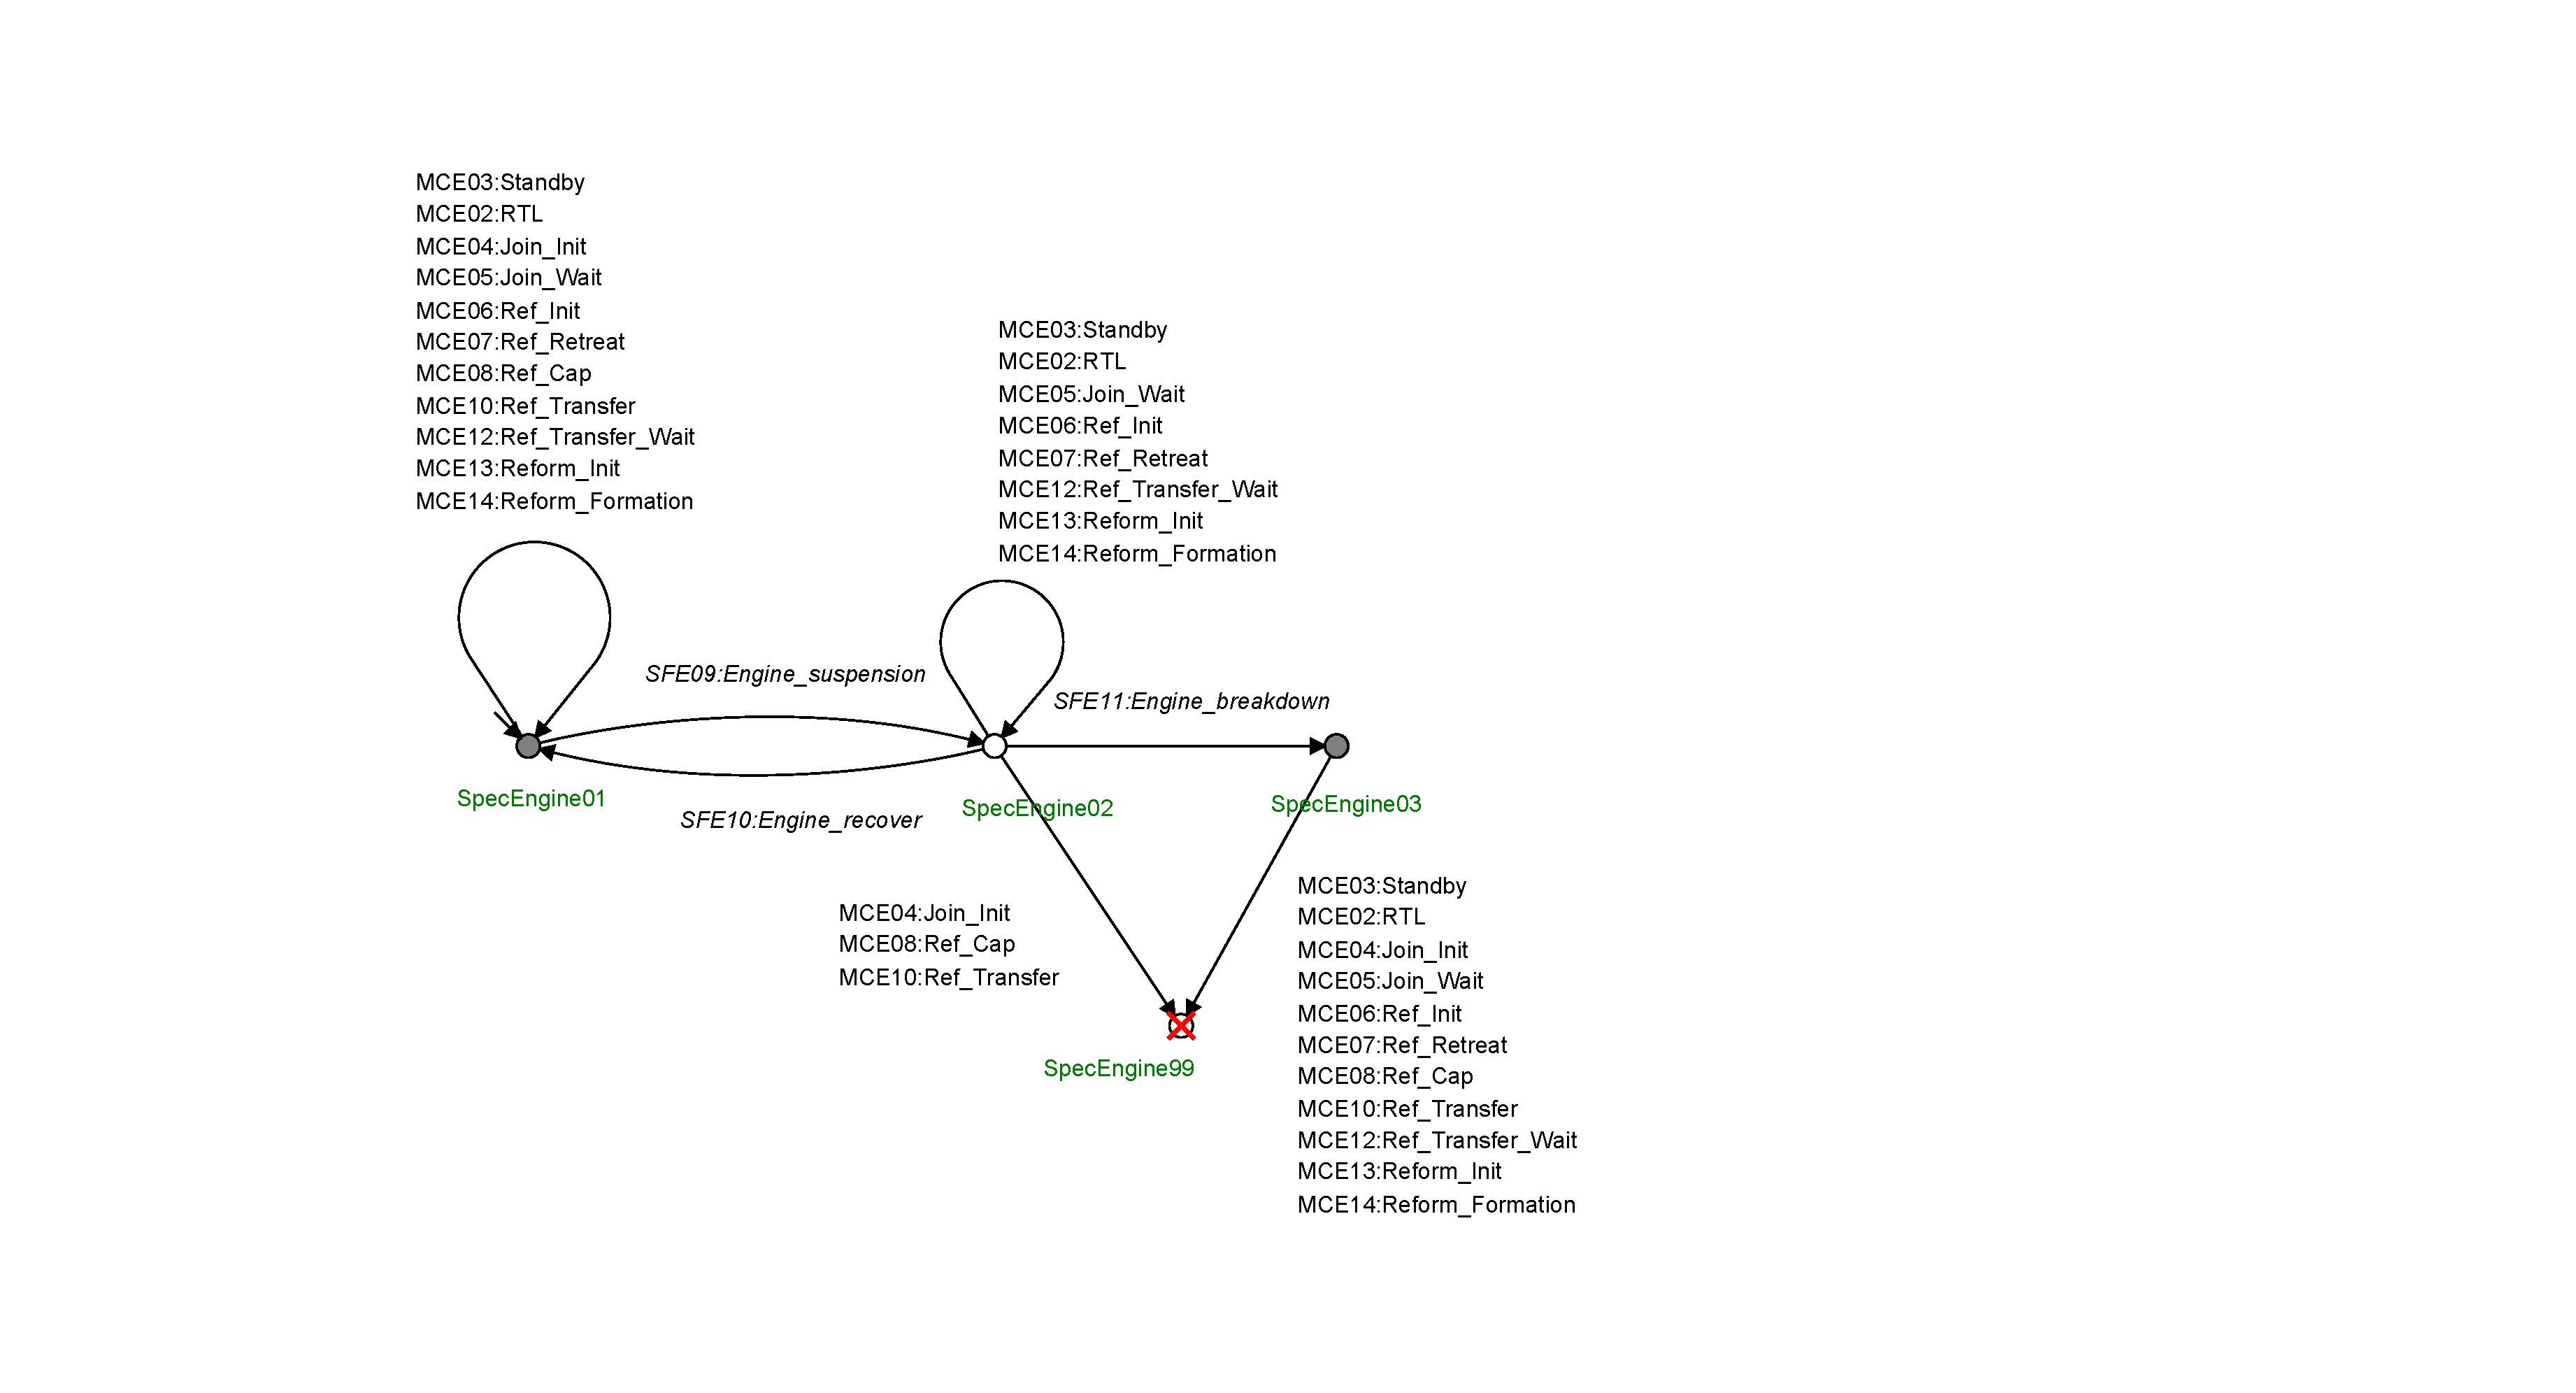 MCE03:Standby
MCE02:RTL
MCE04:Join_Init
MCE05:Join_Wait
MCE06:Ref_Init
MCE07:Ref_Retreat
MCE08:Ref_Cap
MCE10:Ref_Transfer
MCE12:Ref_Transfer_Wait
MCE13:Reform_Init
MCE14:Reform_Formation
MCE03:Standby
MCE02:RTL
MCE05:Join_Wait
MCE06:Ref_Init
MCE07:Ref_Retreat
MCE12:Ref_Transfer_Wait
MCE13:Reform_Init
MCE14:Reform_Formation
SFE09:Engine_suspension
SFE11:Engine_breakdown
SpecEngine01
SFE10:Engine_recover
SpecEngine02
SpecEngine03
MCE04:Join_Init
MCE08:Ref_Cap
MCE10:Ref_Transfer
SpecEngine99
MCE03:Standby
MCE02:RTL
MCE04:Join_Init
MCE05:Join_Wait
MCE06:Ref_Init
MCE07:Ref_Retreat
MCE08:Ref_Cap
MCE10:Ref_Transfer
MCE12:Ref_Transfer_Wait
MCE13:Reform_Init
MCE14:Reform_Formation